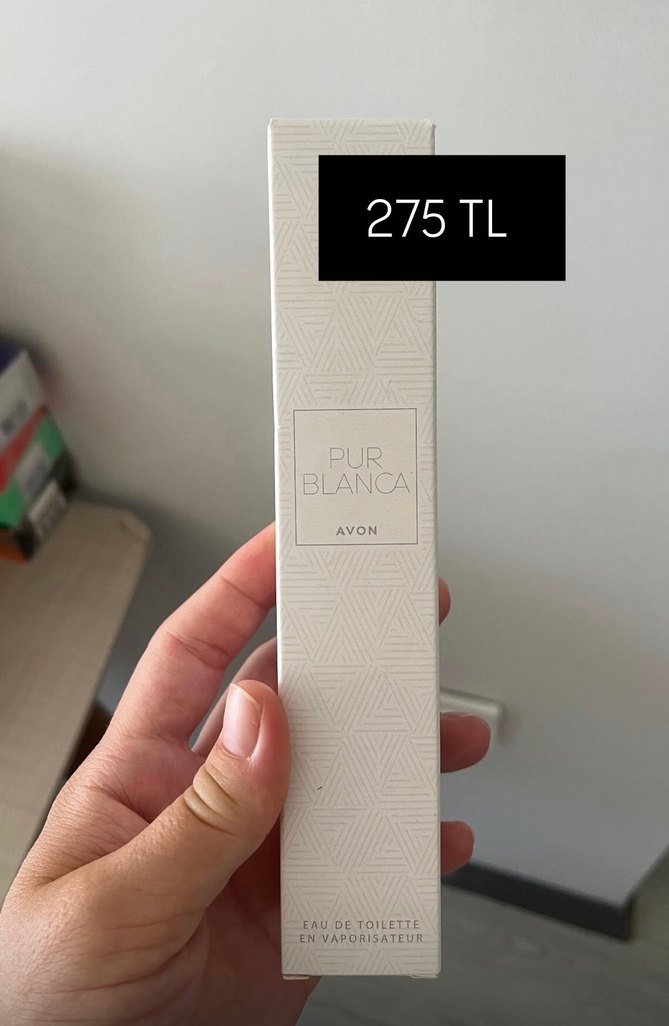 275 TL
PUR
BLANCA
AVON
EAU DE TOILETTE
EN VAPORISATEUR